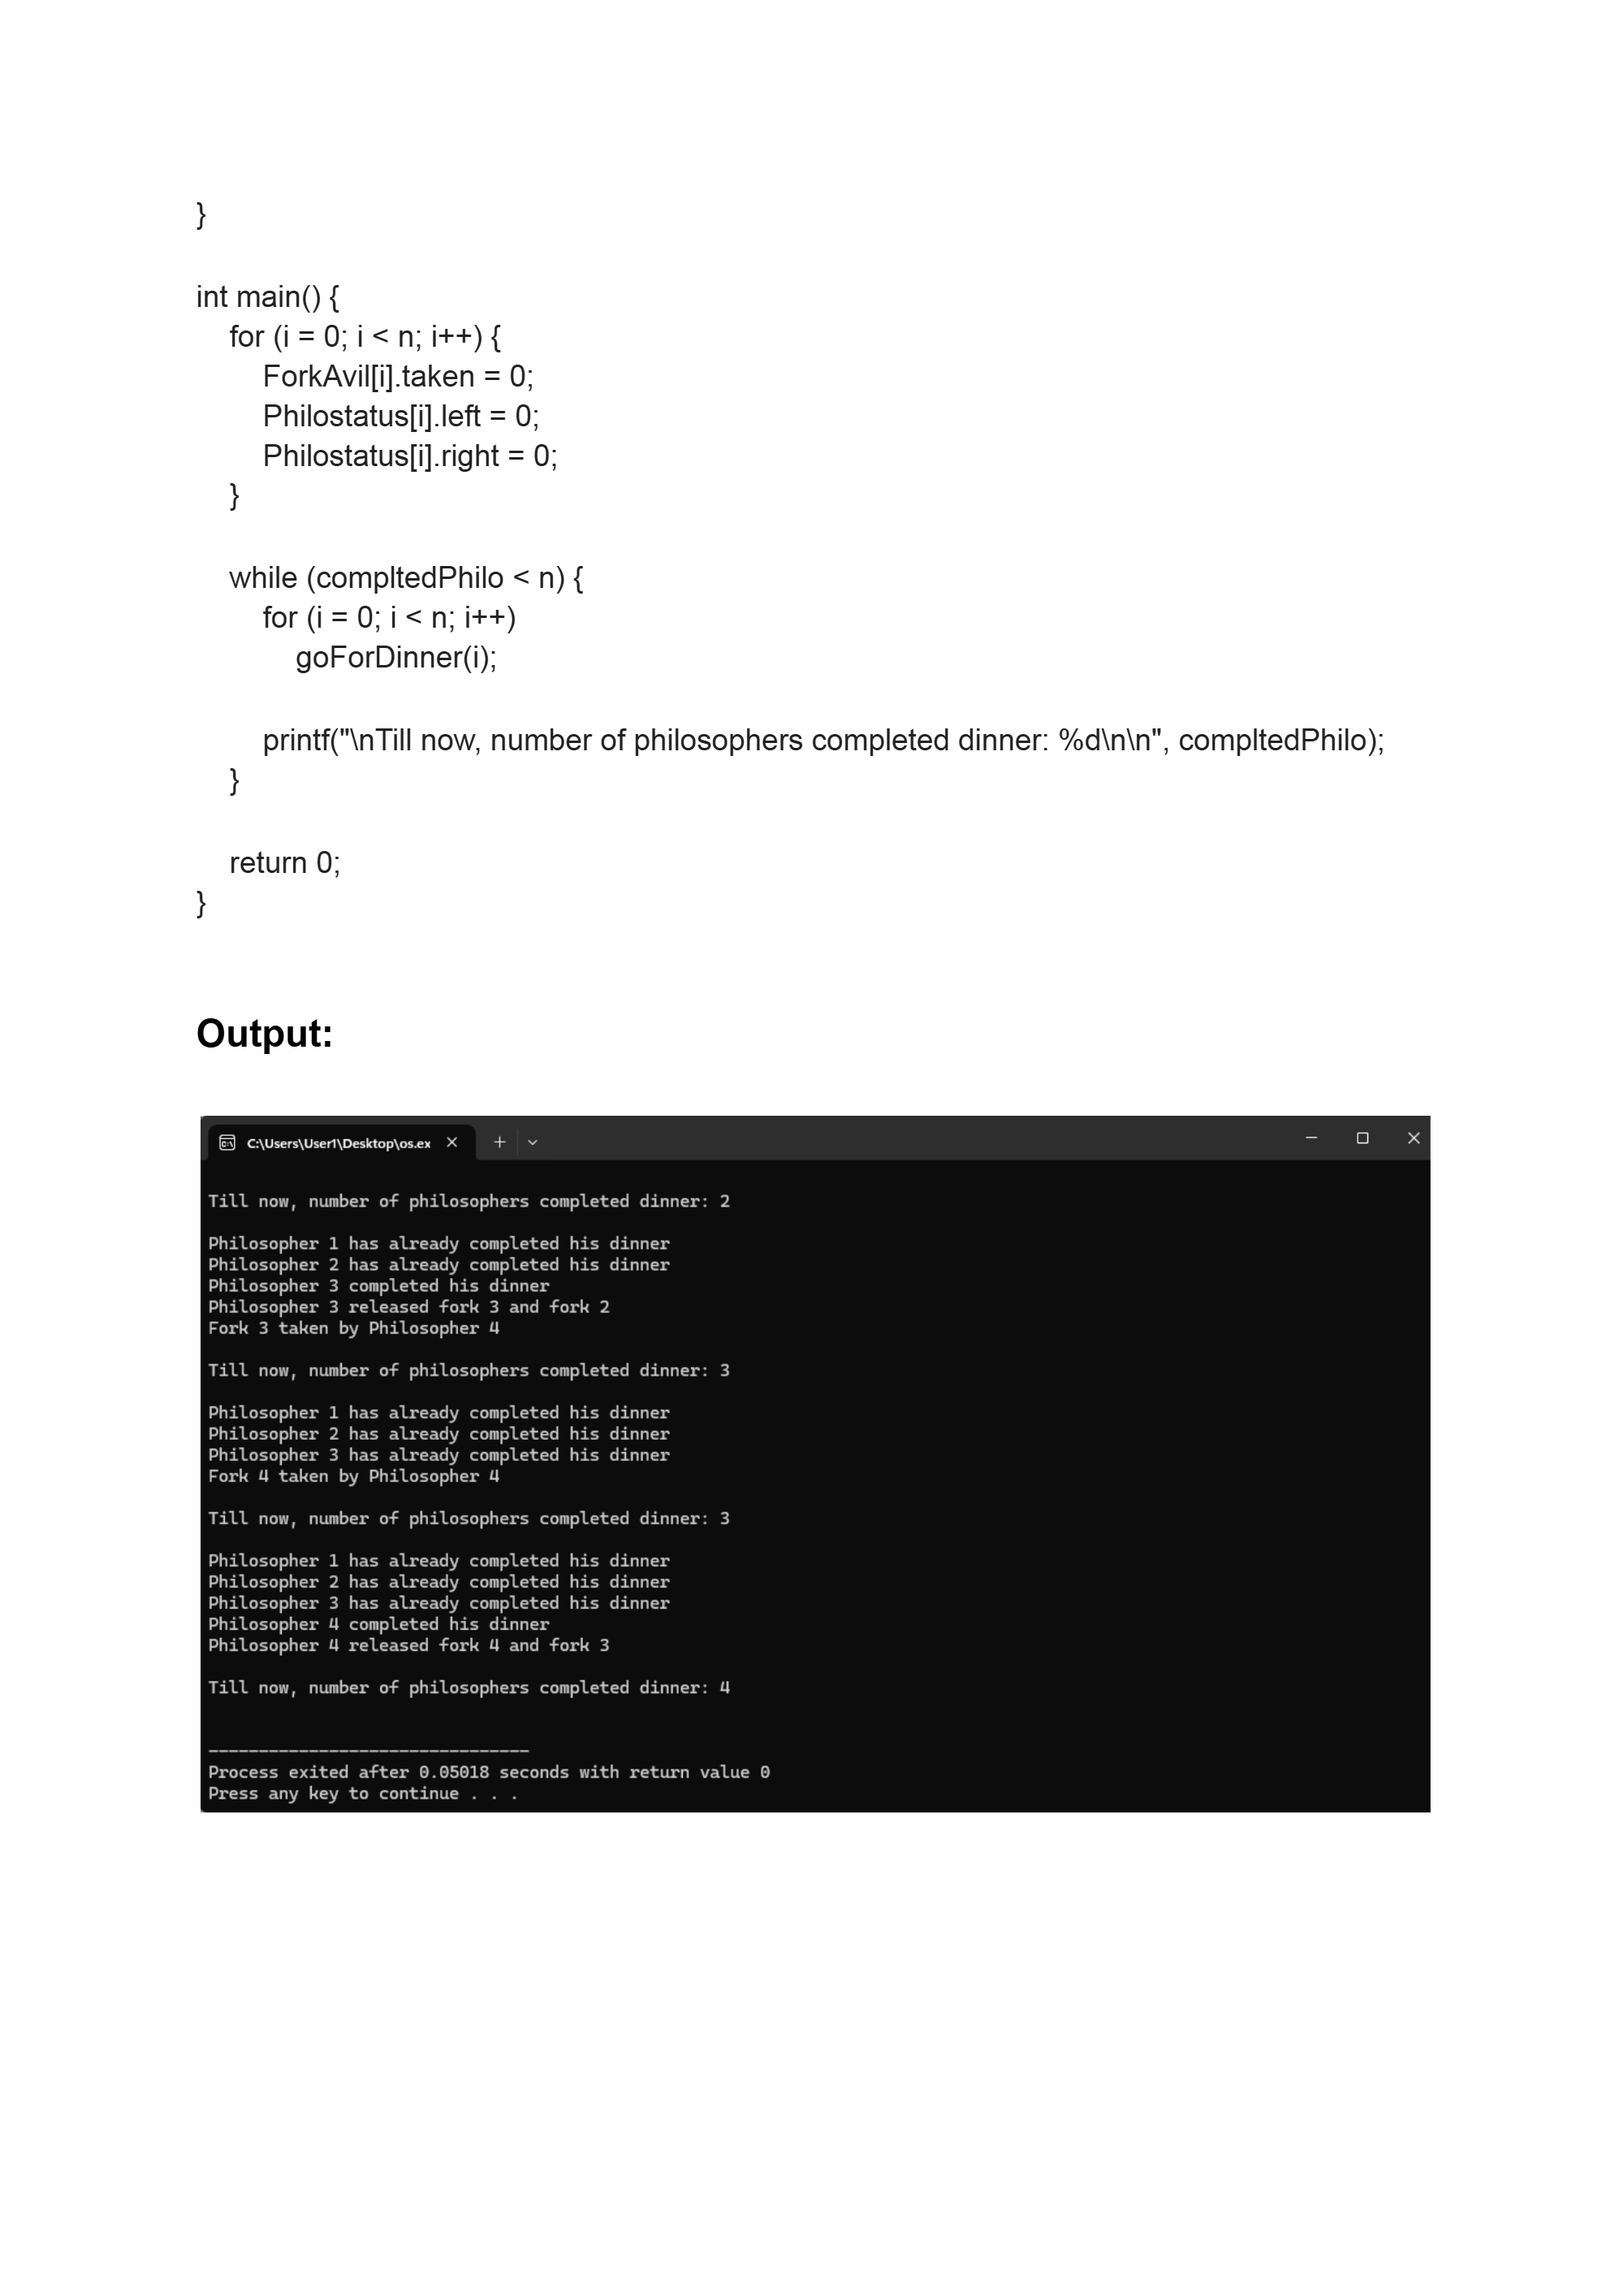 }
int main() {
for (i = 0; i < n; i++) {
ForkAvil[i].taken = 0;
Philostatus[i].left = 0;
Philostatus[i].right = 0;
}
while (compltedPhilo < n) {
for (i = 0; i < n; i++)
goForDinner(i);
printf("\nTill now, number of philosophers completed dinner: %d\n\n", compltedPhilo);
}
return 0;
}
Output:
C:\Users\User1\Desktop\os.ex
Till now, number of philosophers completed dinner: 2
Philosopher 1 has already completed his dinner
Philosopher 2 has already completed his dinner
Philosopher 3 completed his dinner
Philosopher 3 released fork 3 and fork 2
Fork 3 taken by Philosopher 4
Till now, number of philosophers completed dinner: 3
Philosopher 1 has already completed his dinner
Philosopher 2 has already completed his dinner
Philosopher 3 has already completed his dinner
Fork 4 taken by Philosopher 4
Till now, number of philosophers completed dinner: 3
Philosopher 1 has already completed his dinner
Philosopher 2 has already completed his dinner
Philosopher 3 has already completed his dinner
Philosopher 4 completed his dinner
Philosopher 4 released fork 4 and fork 3
Till now, number of philosophers completed dinner: 4
--------------------------------
Process exited after 0.05018 seconds with return value 0
Press any key to continue . . .